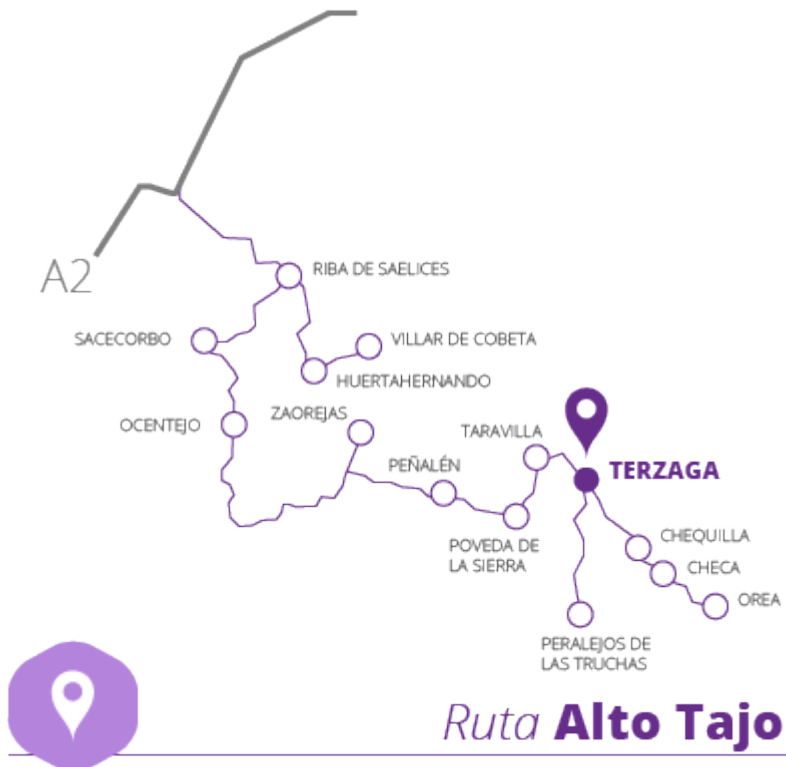 A2
RIBA DE SAELICES
SACECORBO
VILLAR DE COBETA
HUERTAHERNANDO
ZAOREJAS
OCENTEJO
TARAVILLA
PEÑALÉN
TERZAGA
POVEDA DE
LA SIERRA
CHEQUILLA
CHECA
OREA
PERALEJOS DE
LAS TRUCHAS
Ruta Alto Tajo